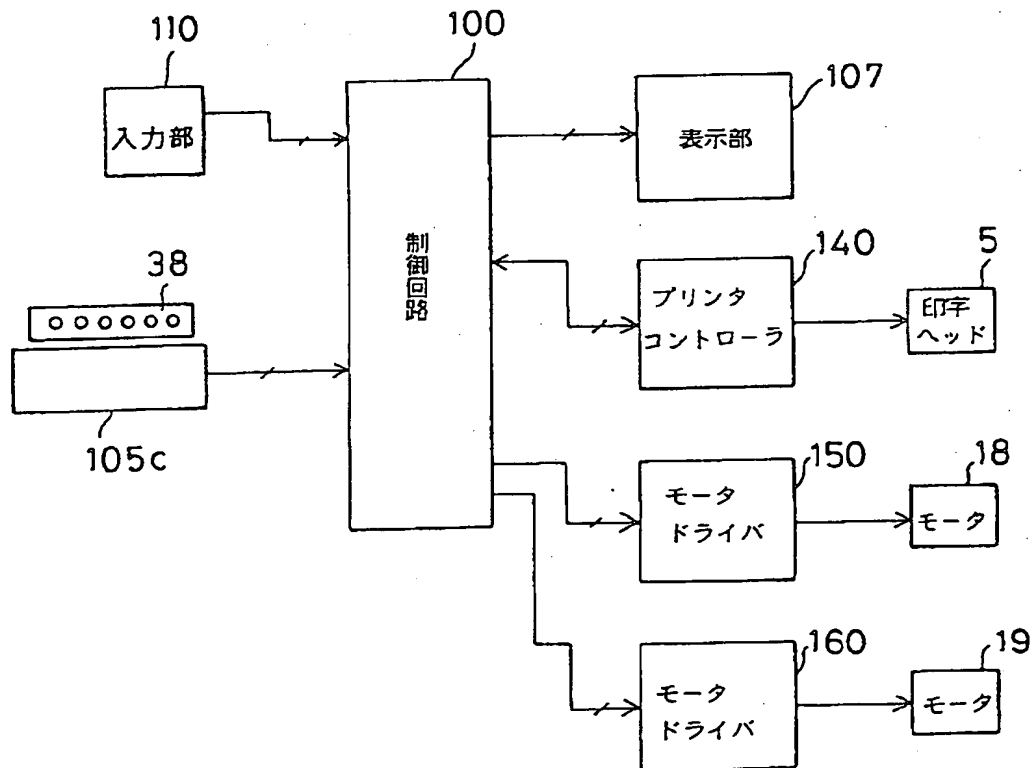 110
100
107
入力部
表示部
制御回路
38
140
5
プリンタ
コントローラ
印字
ヘッド
105c
150
18
モータ
ドライバ
モータ
160
19
モータ
ドライバ
モータ